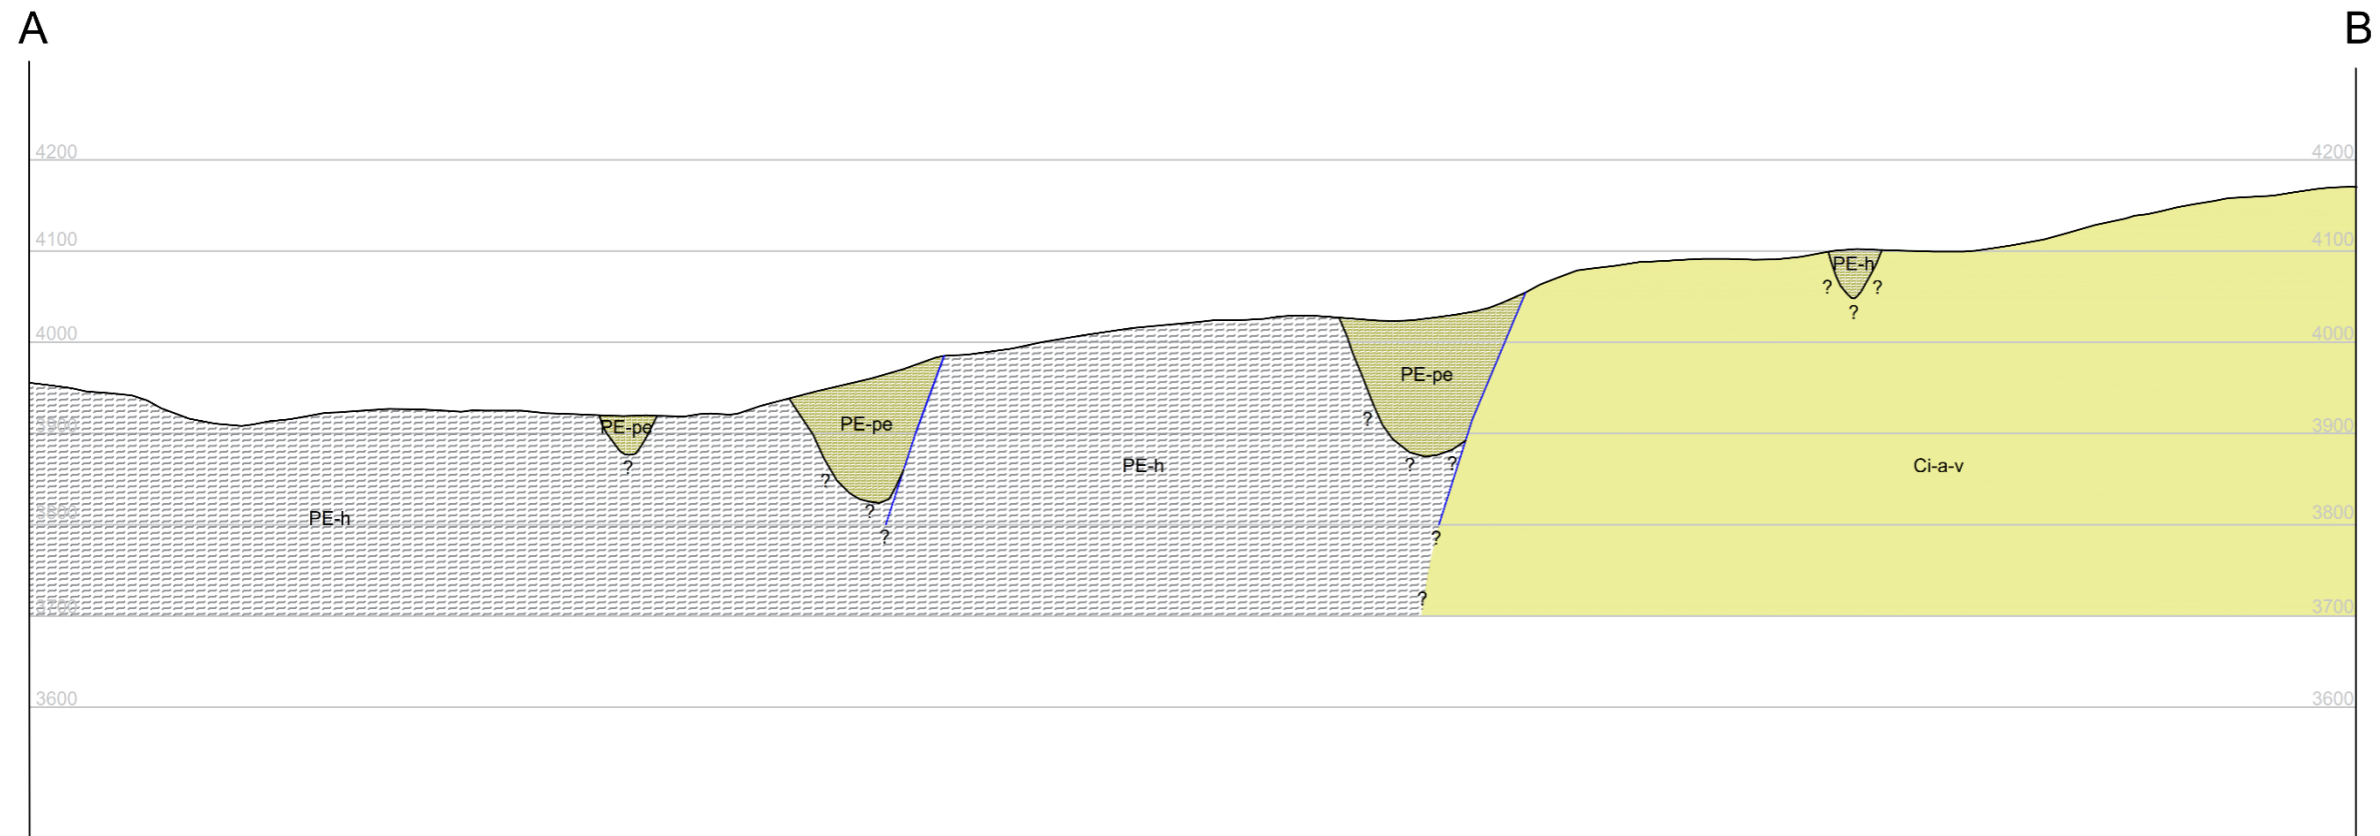 A B
4200 4200
4100 4100
PE-h
? ?
?
4000 4000
PE-pe
?
3900 3900
PE-pe PE-pe
? ? ?
PE-h Ci-a-v
?
?
3800 3800
PE-h
? ?
?
3700 3700
3600 3600